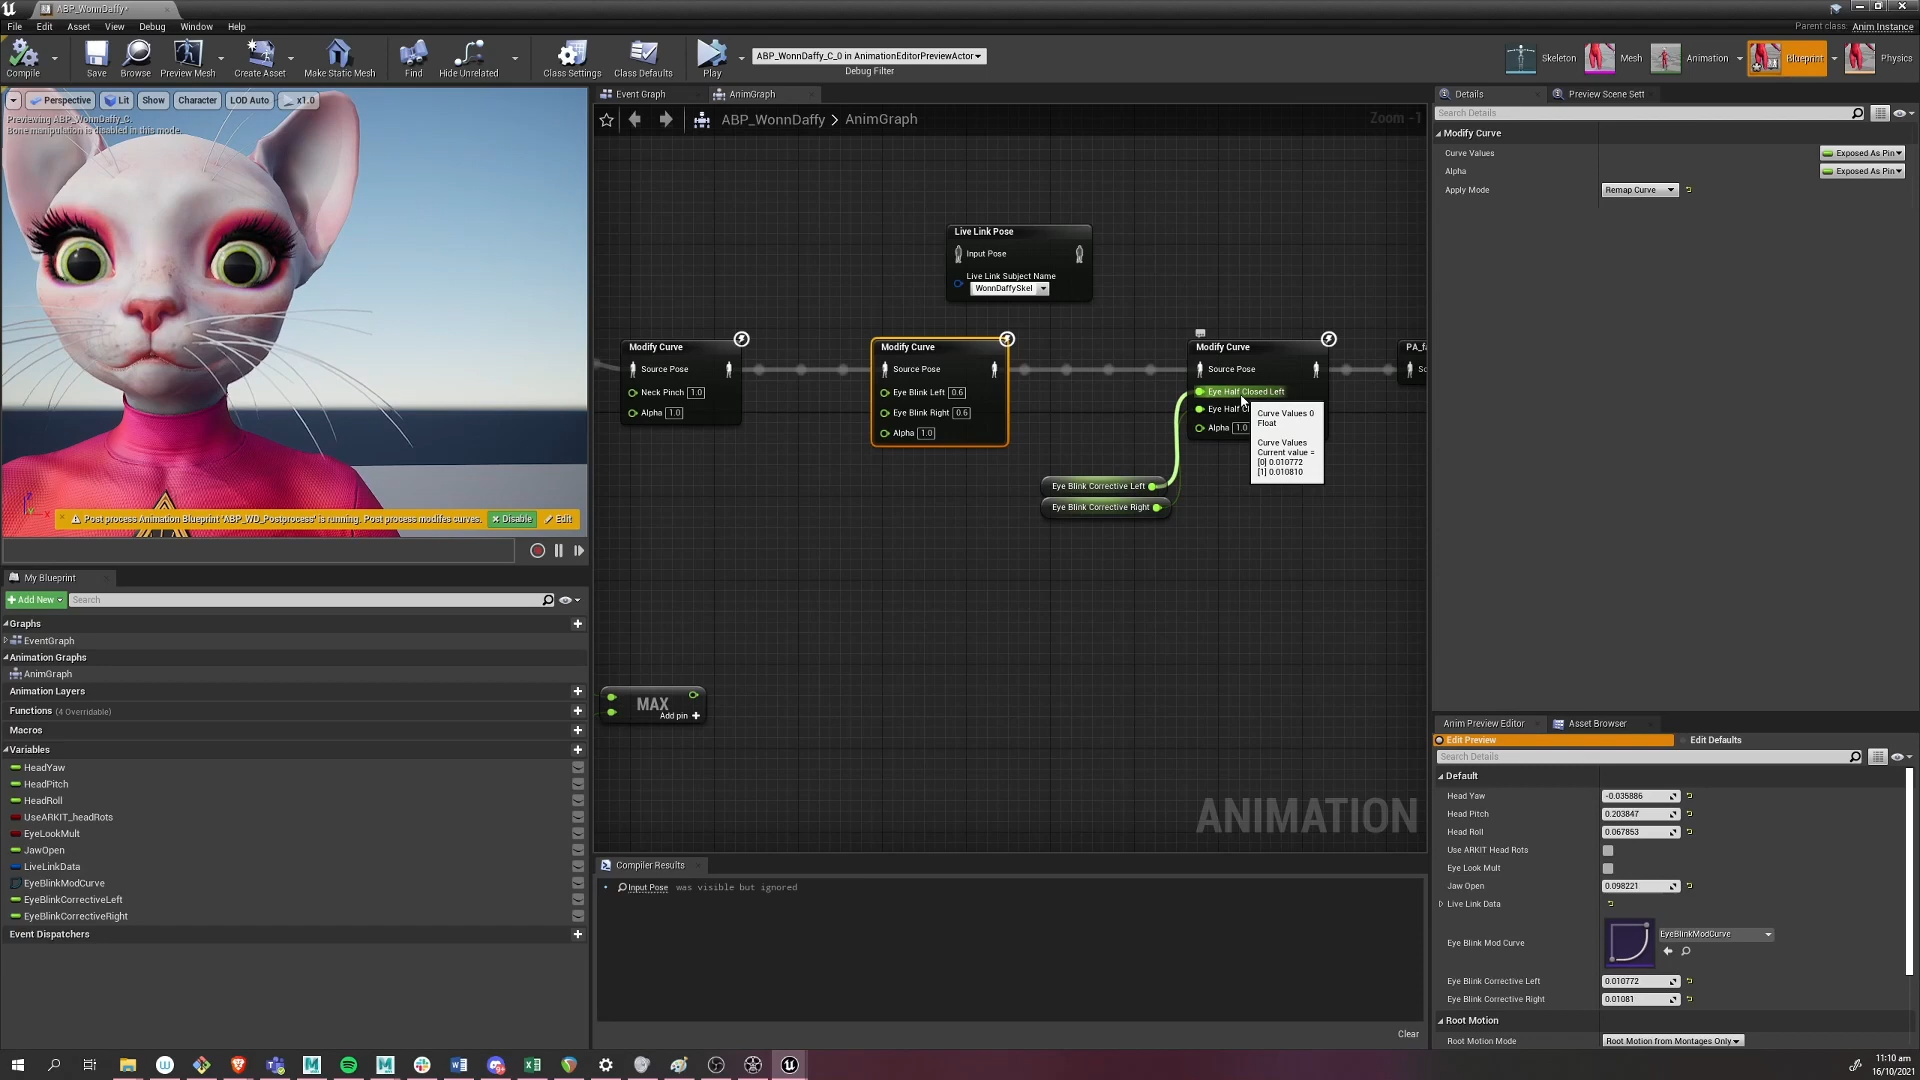 ABP_WonnDaffy*
File Edit Asset View Debug Window Help
Parent class: Anim Instance
Compile
Save
Browse
Preview Mesh
Create Asset
Make Static Mesh
Find
Hide Unrelated
Class Settings
Class Defaults
Play
ABP_WonnDaffy_C_0 in AnimationEditorPreviewActor
Debug Filter
Skeleton
Mesh
Animation
Blueprint
Physics
Perspective Lit Show Character LOD Auto x1.0
Previewing ABP_WonnDaffy_C.
Bone manipulation is disabled in this mode.
Post process Animation Blueprint 'ABP_WD_Postprocess' is running. Post process modifes curves. Disable Edit
Event Graph
AnimGraph
ABP_WonnDaffy > AnimGraph
Zoom -1
Live Link Pose
Input Pose
Live Link Subject Name
WonnDaffySkel
Modify Curve
Source Pose
Neck Pinch 1.0
Alpha 1.0
Modify Curve
Source Pose
Eye Blink Left 0.6
Eye Blink Right 0.6
Alpha 1.0
Modify Curve
Source Pose
Eye Half Closed Left
Eye Half Cl
Alpha 1.0
Curve Values 0
Float
Curve Values
Current value =
[0] 0.010772
[1] 0.010810
Eye Blink Corrective Left
Eye Blink Corrective Right
MAX
Add pin +
ANIMATION
My Blueprint
+ Add New
Search
Graphs
EventGraph
Animation Graphs
AnimGraph
Animation Layers
Functions (4 Overridable)
Macros
Variables
HeadYaw
HeadPitch
HeadRoll
UseARKIT_headRots
EyeLookMult
JawOpen
LiveLinkData
EyeBlinkModCurve
EyeBlinkCorrectiveLeft
EyeBlinkCorrectiveRight
Event Dispatchers
Compiler Results
Input Pose was visible but ignored
Clear
Details
Preview Scene Sett
Search Details
Modify Curve
Curve Values Exposed As Pin
Alpha Exposed As Pin
Apply Mode Remap Curve
Anim Preview Editor
Asset Browser
Edit Preview
Edit Defaults
Search Details
Default
Head Yaw -0.035886
Head Pitch 0.203847
Head Roll 0.067853
Use ARKIT Head Rots
Eye Look Mult
Jaw Open 0.098221
Live Link Data
Eye Blink Mod Curve EyeBlinkModCurve
Eye Blink Corrective Left 0.010772
Eye Blink Corrective Right 0.01081
Root Motion
Root Motion Mode Root Motion from Montages Only
11:10 am
16/10/2021